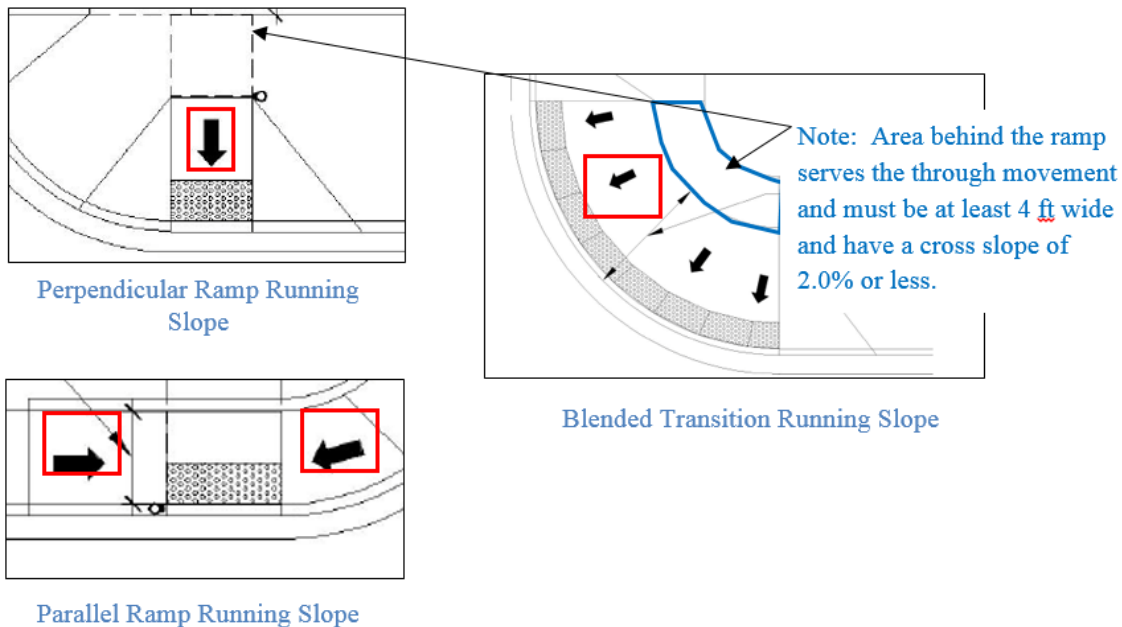 Perpendicular Ramp Running
Slope
Note: Area behind the ramp
serves the through movement
and must be at least 4 ft wide
and have a cross slope of
2.0% or less.
Blended Transition Running Slope
Parallel Ramp Running Slope